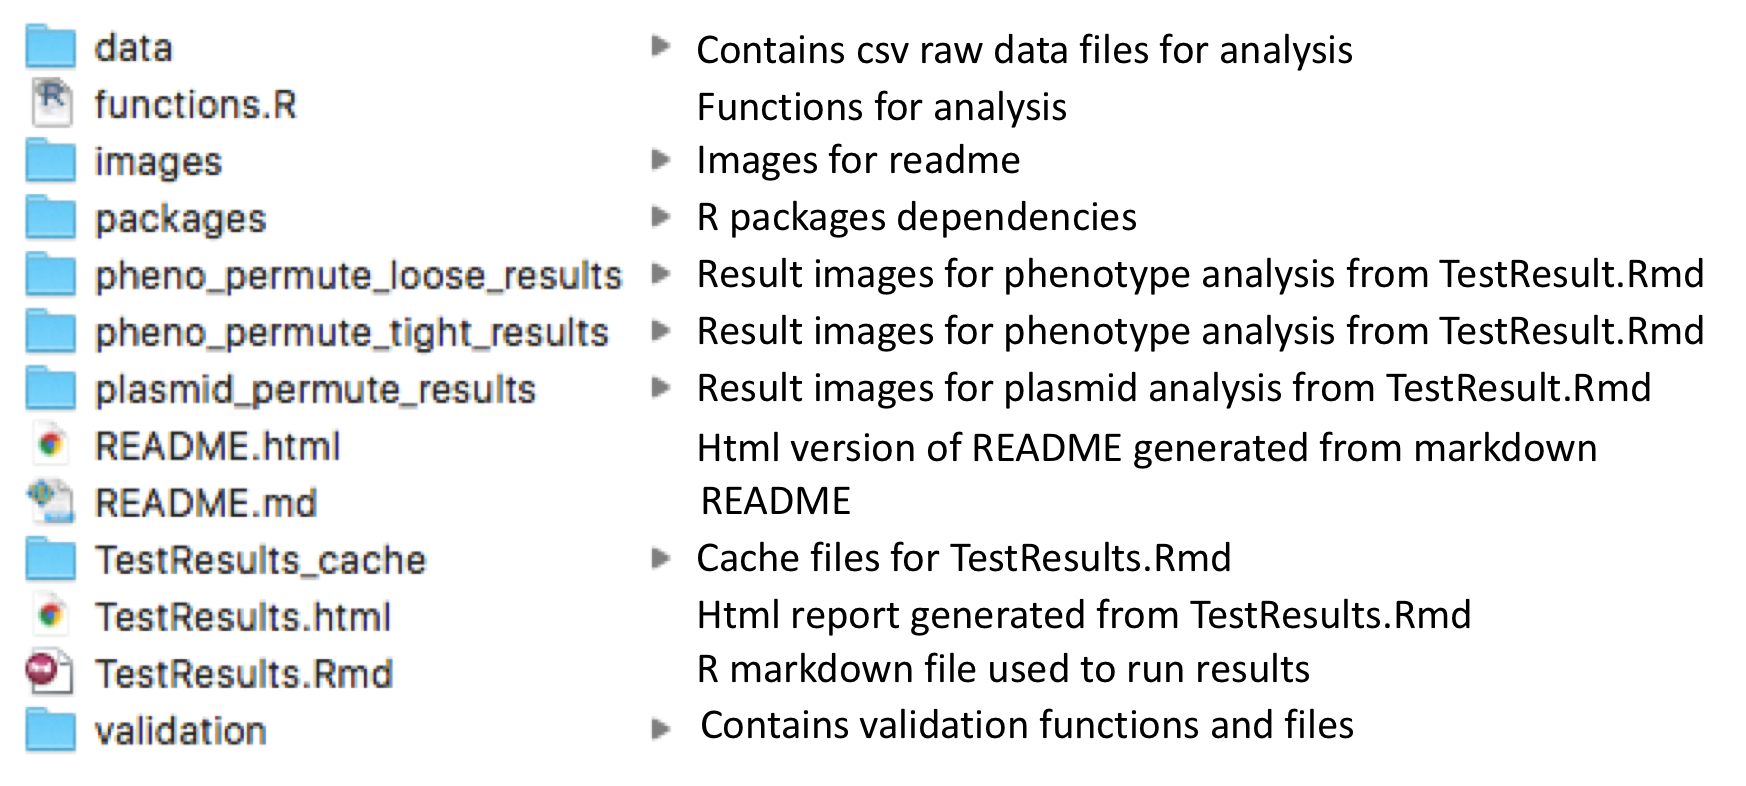 data Contains csv raw data files for analysis
functions.R Functions for analysis
images Images for readme
packages R packages dependencies
pheno_permute_loose_results Result images for phenotype analysis from TestResult.Rmd
pheno_permute_tight_results Result images for phenotype analysis from TestResult.Rmd
plasmid_permute_results Result images for plasmid analysis from TestResult.Rmd
README.html Html version of README generated from markdown
README.md README
TestResults_cache Cache files for TestResults.Rmd
TestResults.html Html report generated from TestResults.Rmd
TestResults.Rmd R markdown file used to run results
validation Contains validation functions and files